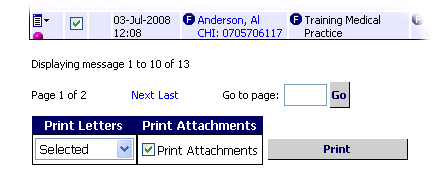 03-Jul-2008 F Anderson, Al F Training Medical F
12:08 CHI: 0705706117 Practice
Displaying message 1 to 10 of 13
Page 1 of 2 Next Last Go to page: Go
Print Letters Print Attachments
Selected Print Attachments Print